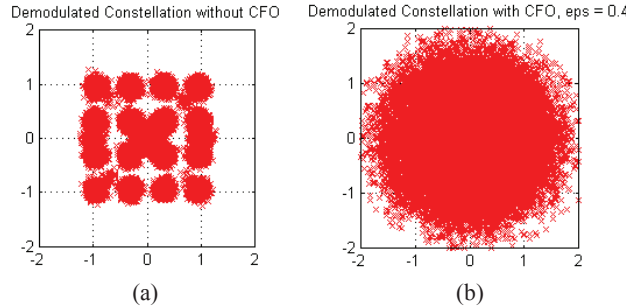 Demodulated Constellation without CFO
2
1
0
-1
-2
-2 -1 0 1 2
(a)
Demodulated Constellation with CFO, eps = 0.4
2
1
0
-1
-2
-2 -1 0 1 2
(b)